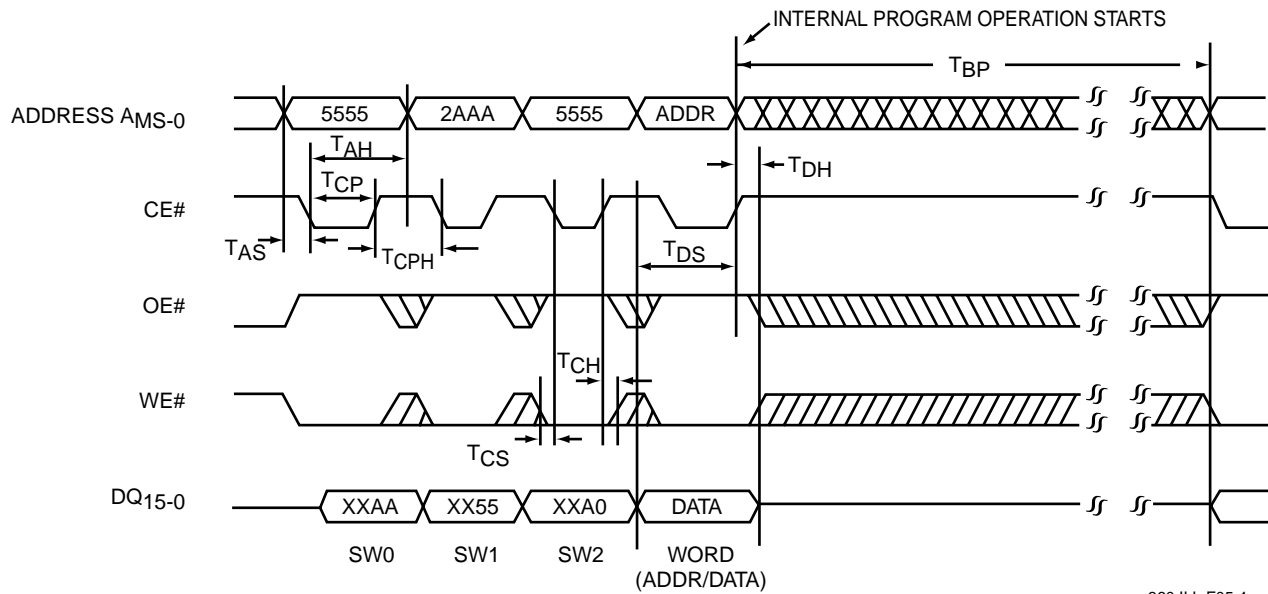 INTERNAL PROGRAM OPERATION STARTS
TBP
ADDRESS AMS-0
5555
2AAA
5555
ADDR
TAH
TDH
TCP
CE#
TAS
TCPH
TDS
OE#
TCH
WE#
TCS
DQ15-0
XXAA
XX55
XXA0
DATA
SW0
SW1
SW2
WORD
(ADDR/DATA)